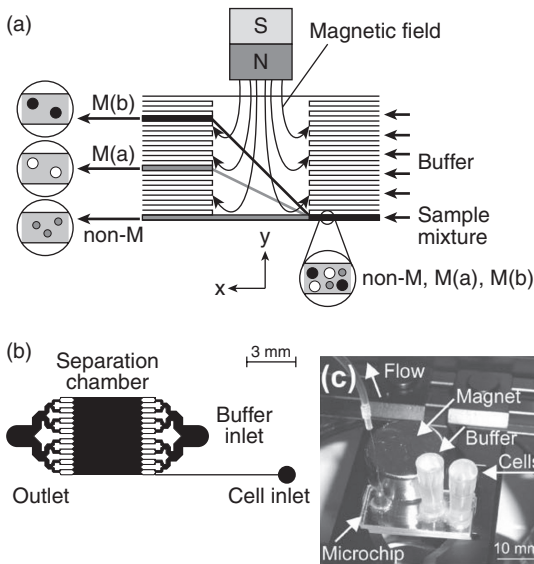 (a)
S
N
Magnetic field
M(b)
M(a)
non-M
Buffer
Sample
mixture
y
x
non-M, M(a), M(b)
(b)
3 mm
Separation
chamber
Buffer
inlet
Outlet
Cell inlet
(c)
Flow
Magnet
Buffer
Cells
Microchip
10 mm